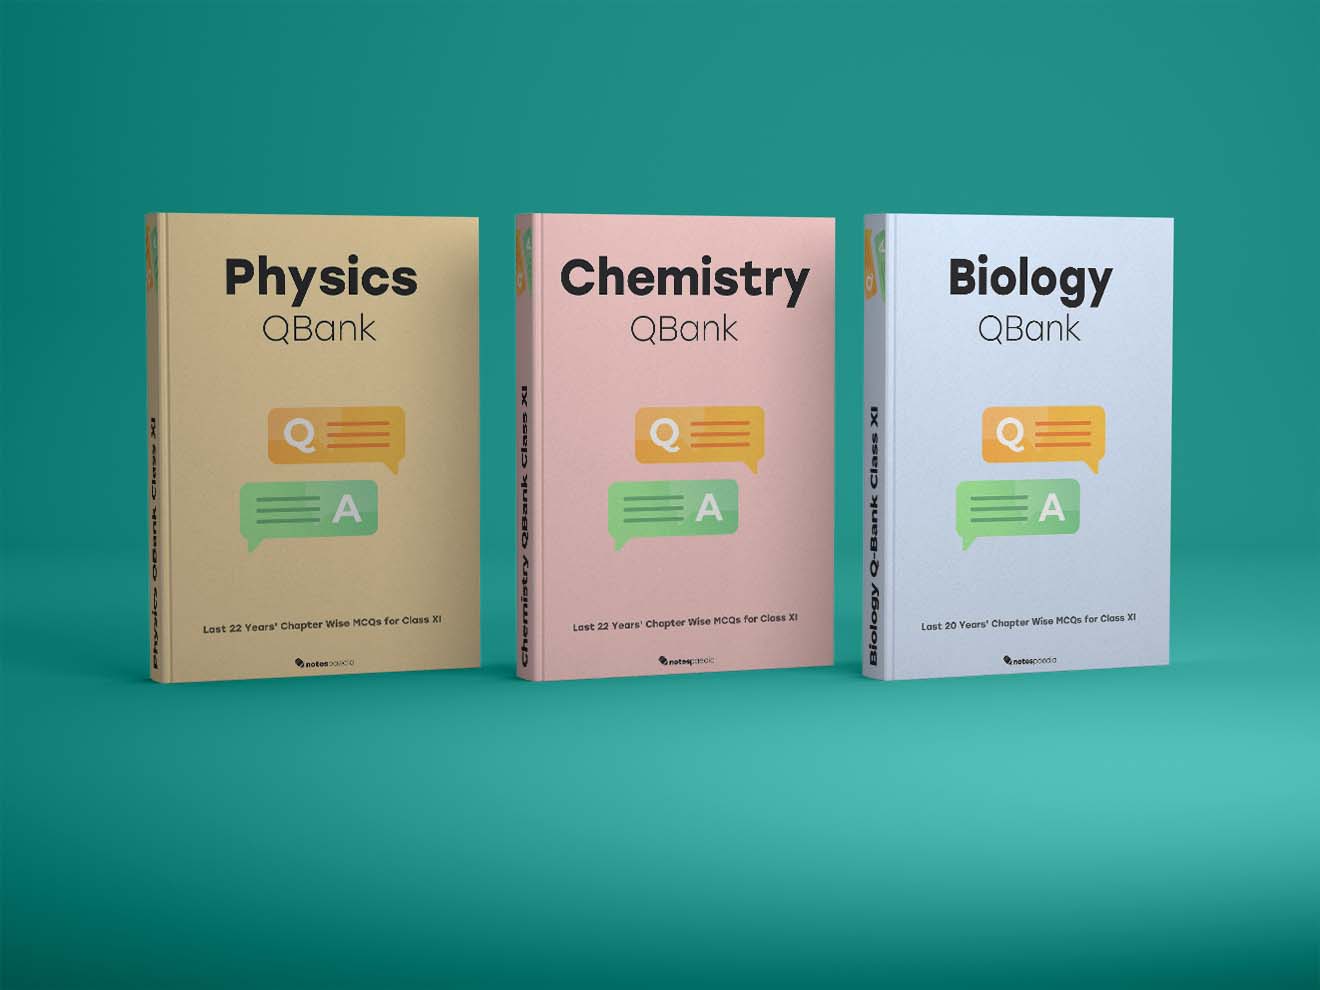 Physics
QBank
Q
A
Last 22 Years' Chapter Wise MCQs for Class XI
notespaedia
Physics QBank Class XI
Chemistry
QBank
Q
A
Last 22 Years' Chapter Wise MCQs for Class XI
notespaedia
Chemistry QBank Class XI
Biology
QBank
Q
A
Last 20 Years' Chapter Wise MCQs for Class XI
notespaedia
Biology Q-Bank Class XI